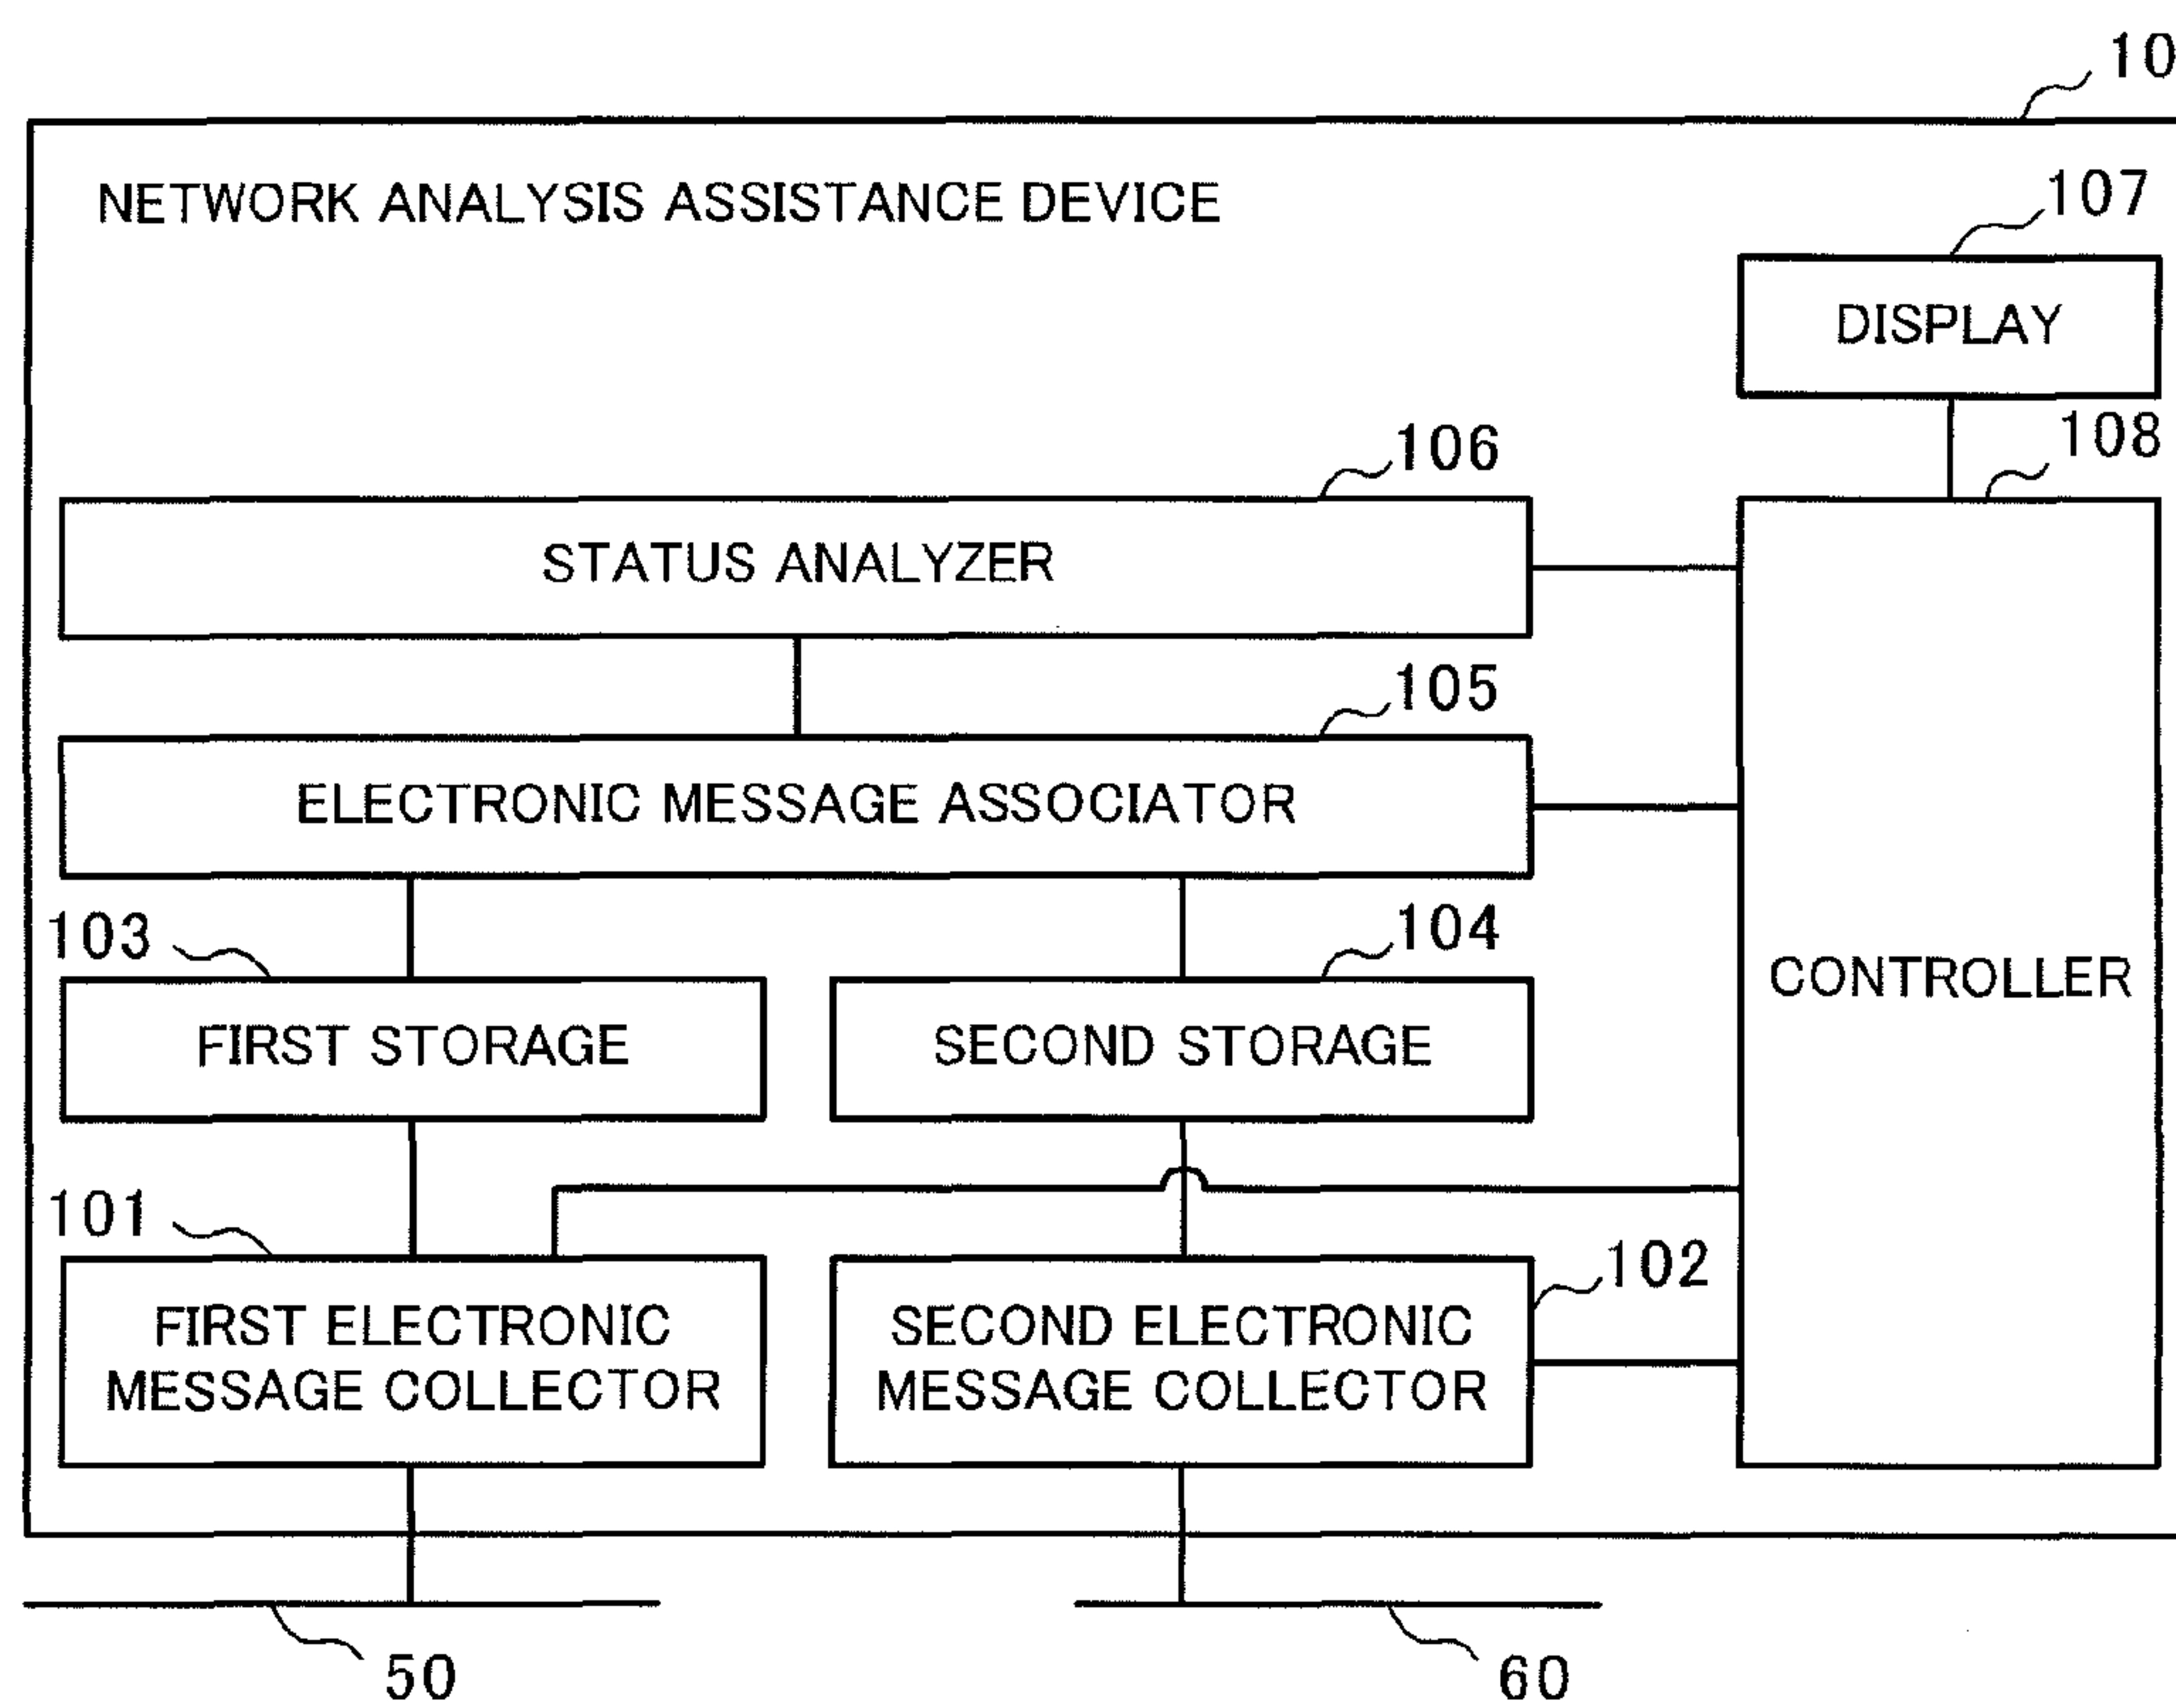 10
NETWORK ANALYSIS ASSISTANCE DEVICE
107
DISPLAY
108
106
STATUS ANALYZER
105
ELECTRONIC MESSAGE ASSOCIATOR
103
104
FIRST STORAGE
SECOND STORAGE
CONTROLLER
101
102
FIRST ELECTRONIC
MESSAGE COLLECTOR
SECOND ELECTRONIC
MESSAGE COLLECTOR
50
60